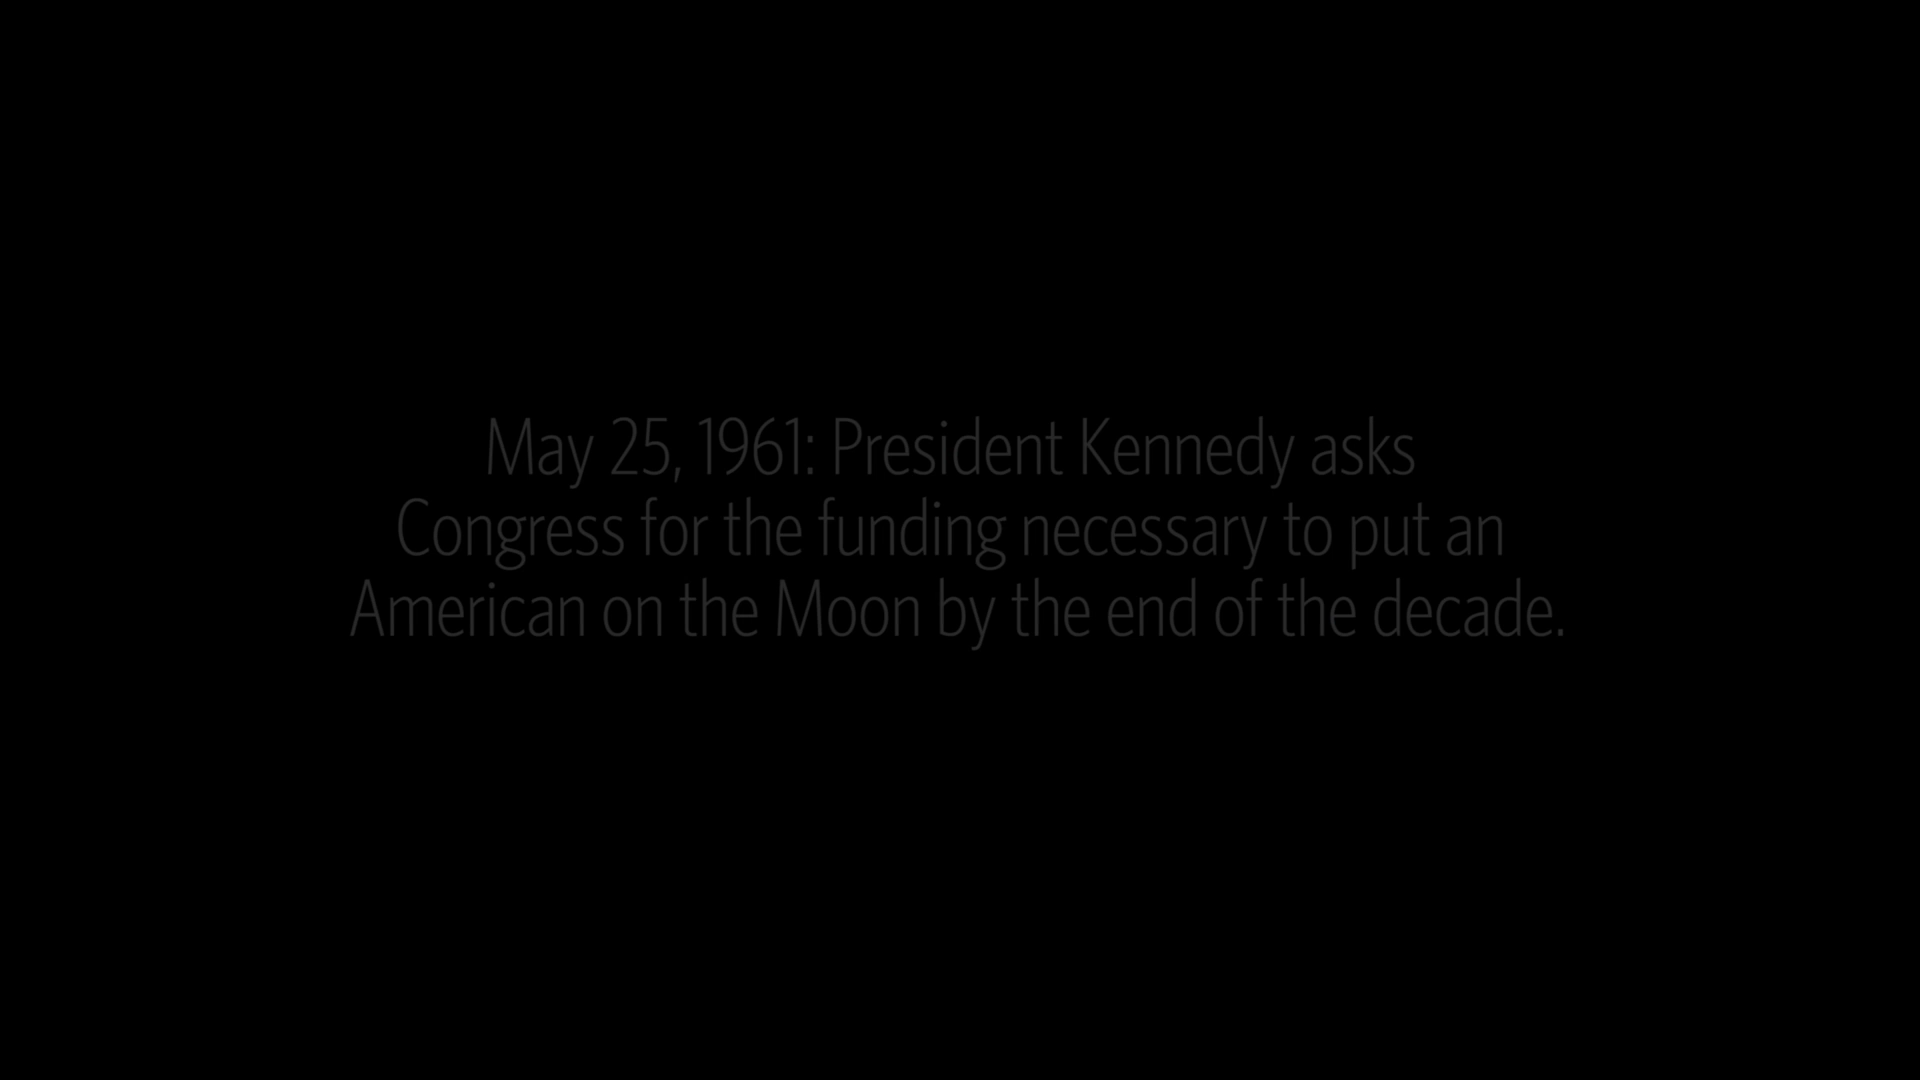 May 25, 1961: President Kennedy asks
Congress for the funding necessary to put an
American on the Moon by the end of the decade.